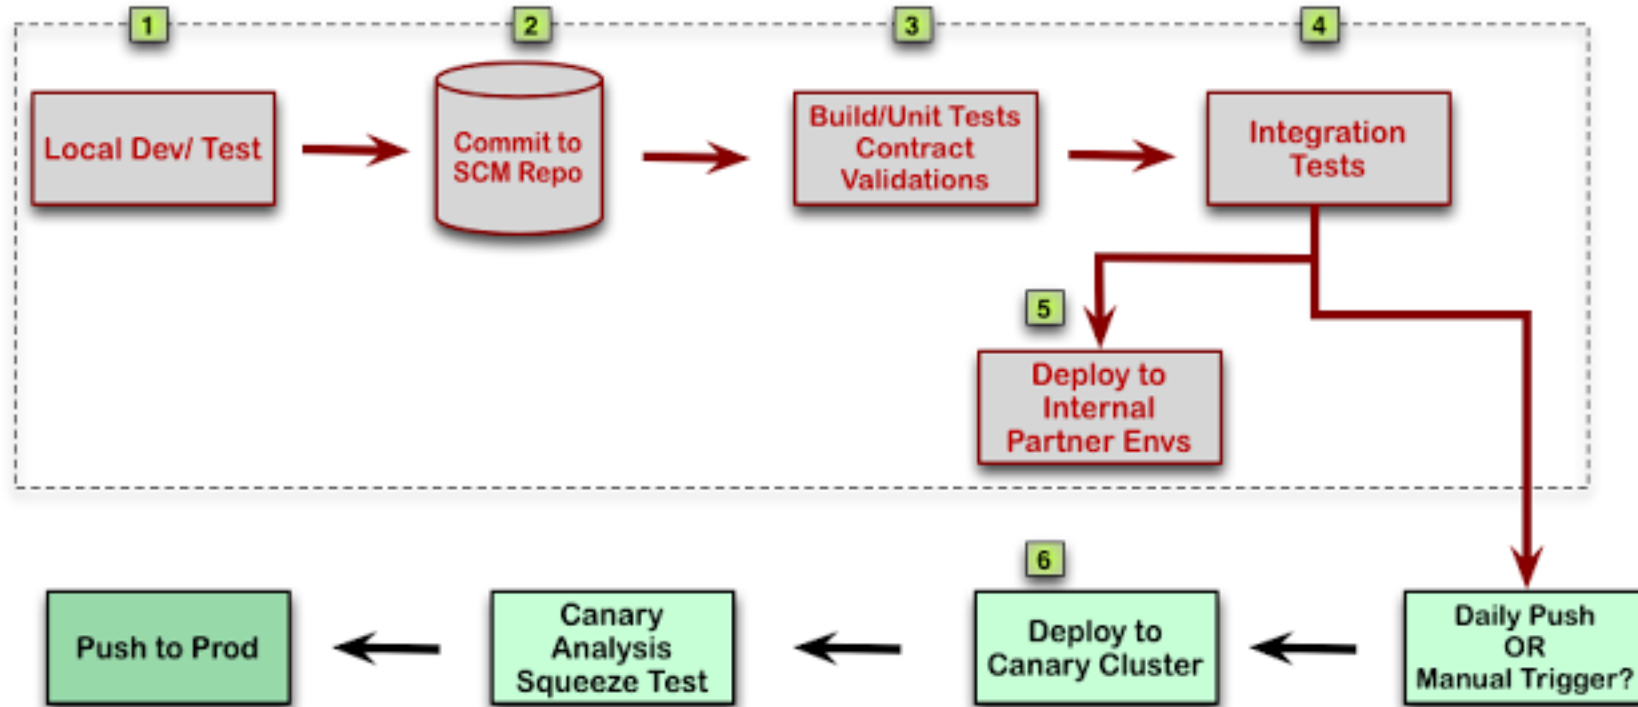 1
2
3
4
Local Dev/ Test
Commit to
SCM Repo
Build/Unit Tests
Contract
Validations
Integration
Tests
5
Deploy to
Internal
Partner Envs
6
Push to Prod
Canary
Analysis
Squeeze Test
Deploy to
Canary Cluster
Daily Push
OR
Manual Trigger?